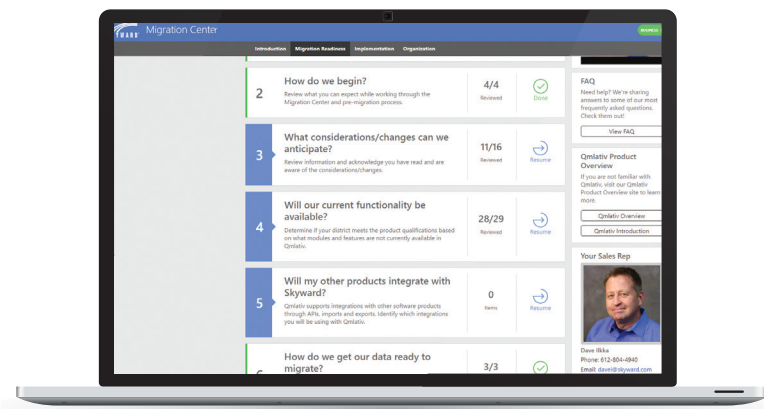 SKYWARD
Migration Center
BUSINESS
Introduction Migration Readiness Implementation Organization
2
How do we begin?
Review what you can expect while working through the
Migration Center and pre-migration process.
4/4
Reviewed
Done
3
What considerations/changes can we
anticipate?
Review information and acknowledge you have read and are
aware of the considerations/changes.
11/16
Reviewed
Resume
4
Will our current functionality be
available?
Determine if your district meets the product qualifications based
on what modules and features are not currently available in
Qmlativ.
28/29
Reviewed
Resume
5
Will my other products integrate with
Skyward?
Qmlativ supports integrations with other software products
through APIs, imports and exports. Identify which integrations
you will be using with Qmlativ.
0
Items
Resume
How do we get our data ready to
migrate?
3/3
FAQ
Need help? We're sharing
answers to some of our most
frequently asked questions.
Check them out!
View FAQ
Qmlativ Product
Overview
If you are not familiar with
Qmlativ, visit our Qmlativ
Product Overview site to learn
more.
Qmlativ Overview
Qmlativ Introduction
Your Sales Rep
Dave Ilkka
Phone: 612-804-4940
Email: davei@skyward.com